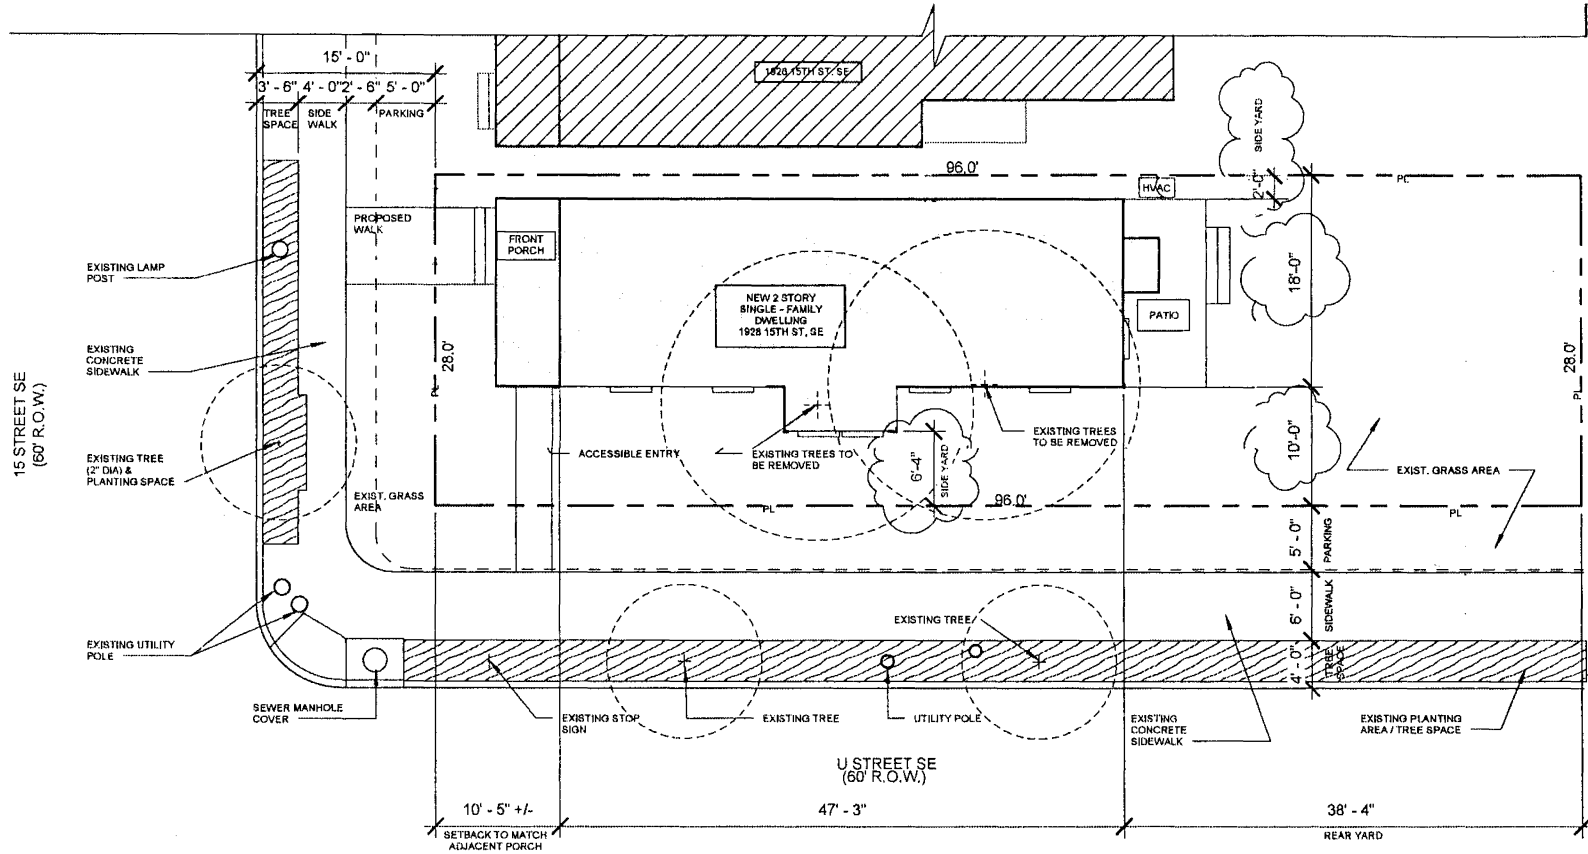 15' - 0"
3' - 6"
4' - 0"
2' - 6"
5' - 0"
TREE
SPACE
SIDE
WALK
PARKING
1926 15TH ST. SE
SIDE YARD
96.0'
PL
HVAC
2'-0"
PROPOSED
WALK
FRONT
PORCH
EXISTING LAMP
POST
NEW 2 STORY
SINGLE - FAMILY
DWELLING
1928 15TH ST, SE
PATIO
18'-0"
EXISTING
CONCRETE
SIDEWALK
28.0'
PL
28.0'
PL
15 STREET SE
(60' R.O.W.)
EXISTING TREE
(2" DIA) &
PLANTING SPACE
EXIST. GRASS
AREA
ACCESSIBLE ENTRY
EXISTING TREES TO
BE REMOVED
6'-4"
SIDE YARD
EXISTING TREES
TO BE REMOVED
10'-0"
EXIST. GRASS AREA
PL
96.0'
PL
5' - 0"
PARKING
6' - 0"
SIDEWALK
4' - 0"
TREE
SPACE
EXISTING UTILITY
POLE
EXISTING TREE
SEWER MANHOLE
COVER
EXISTING STOP
SIGN
EXISTING TREE
UTILITY POLE
EXISTING
CONCRETE
SIDEWALK
EXISTING PLANTING
AREA / TREE SPACE
U STREET SE
(60' R.O.W.)
10' - 5" +/-
47' - 3"
38' - 4"
SETBACK TO MATCH
ADJACENT PORCH
REAR YARD